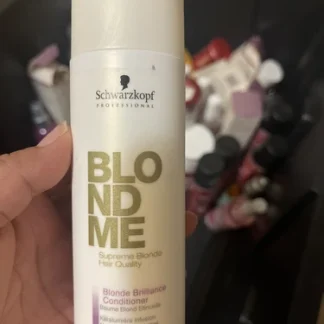 Schwarzkopf
PROFESSIONAL
BLO
ND
ME
Supreme Blonde
Hair Quality
Blonde Brilliance
Conditioner